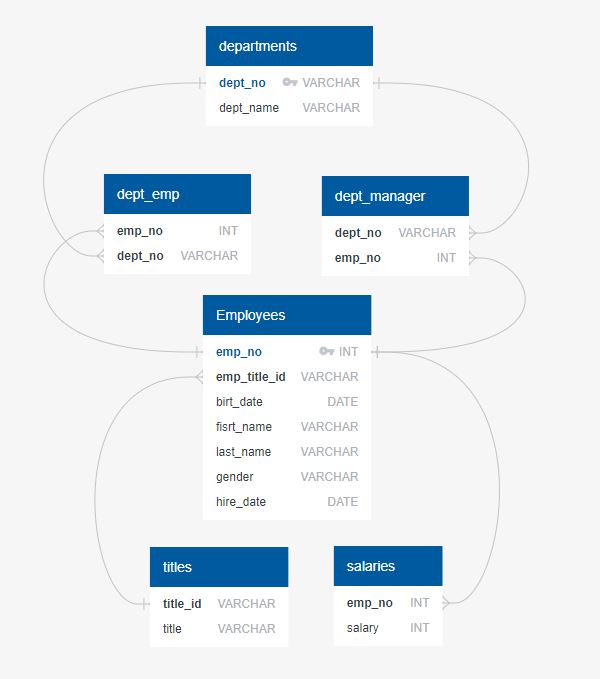 departments
dept_no VARCHAR
dept_name VARCHAR
dept_emp
emp_no INT
dept_no VARCHAR
dept_manager
dept_no VARCHAR
emp_no INT
Employees
emp_no INT
emp_title_id VARCHAR
birt_date DATE
fisrt_name VARCHAR
last_name VARCHAR
gender VARCHAR
hire_date DATE
titles
title_id VARCHAR
title VARCHAR
salaries
emp_no INT
salary INT